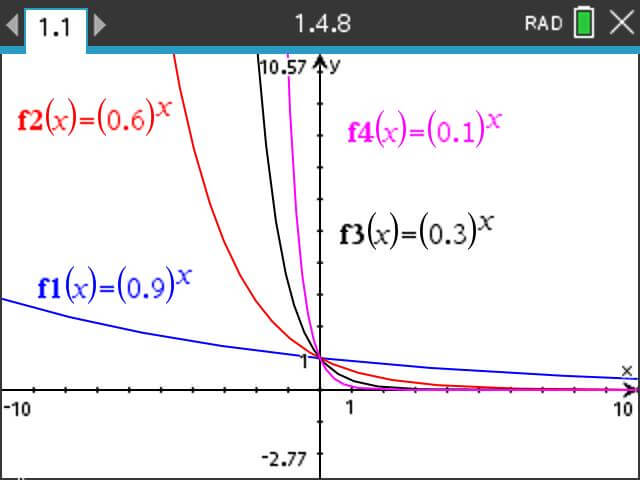 1.1
1.4.8
RAD
10.57
y
f2(x)=(0.6)^x
f4(x)=(0.1)^x
f3(x)=(0.3)^x
f1(x)=(0.9)^x
1
x
-10
1
10
-2.77